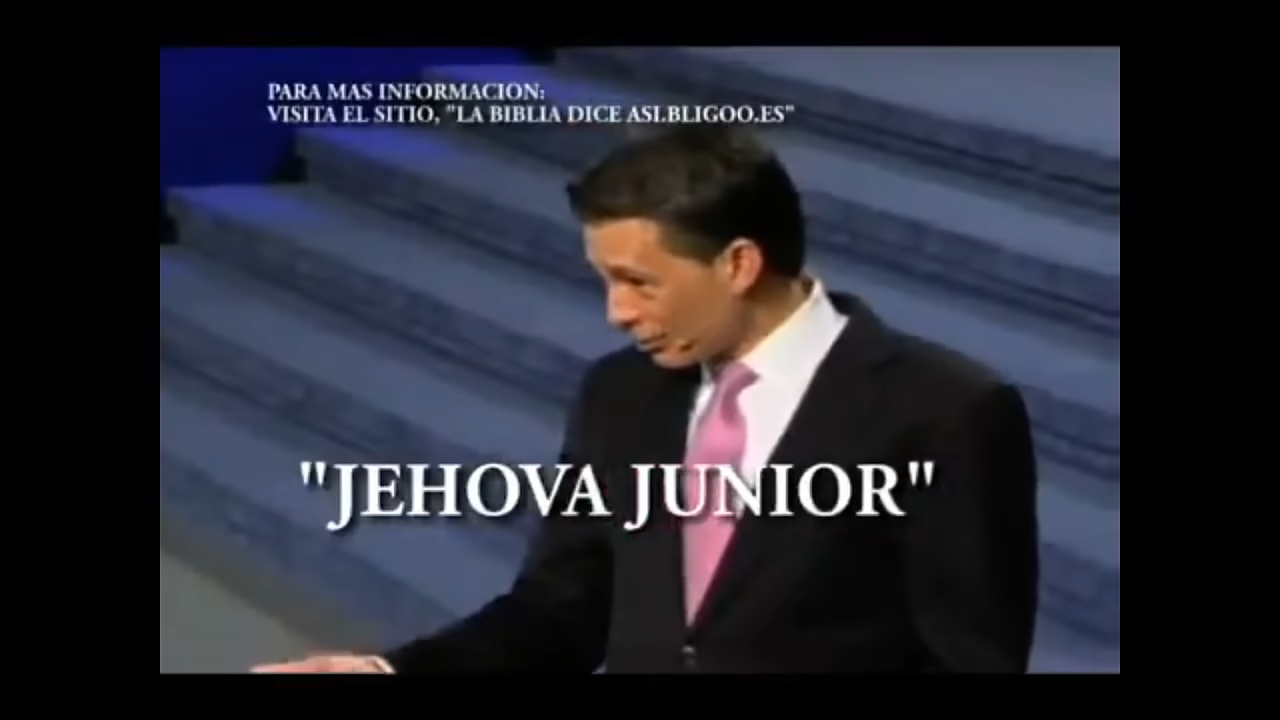 PARA MAS INFORMACION:
VISITA EL SITIO, "LA BIBLIA DICE ASI.BLIGOO.ES"
"JEHOVA JUNIOR"